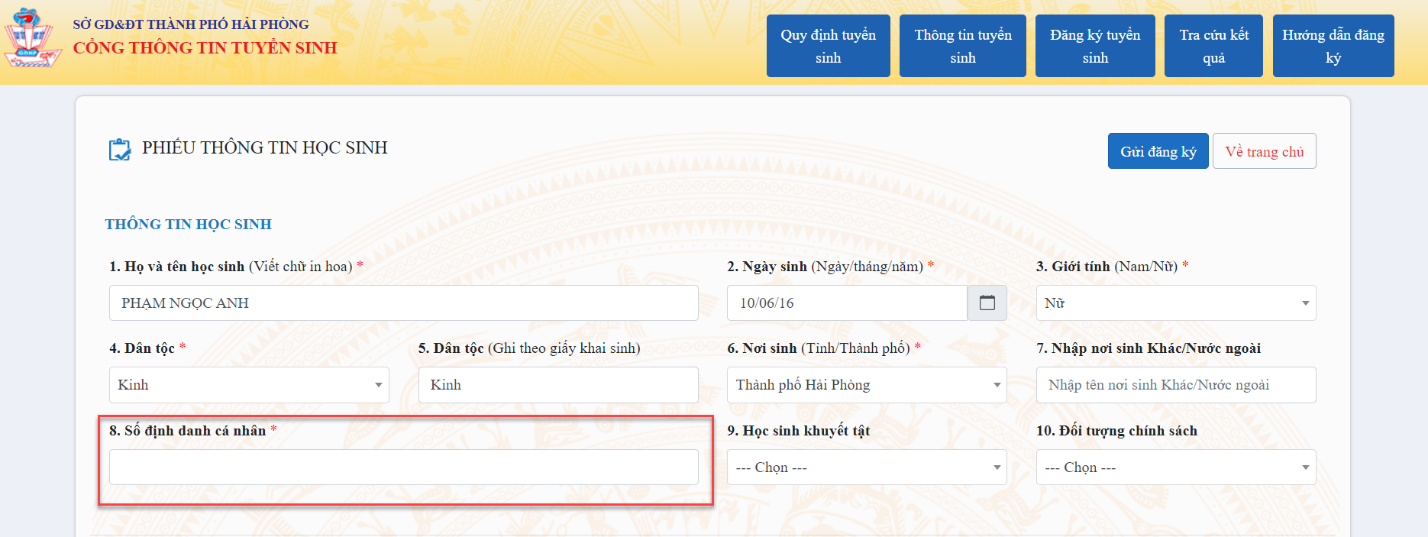 SỞ GD&ĐT THÀNH PHỐ HẢI PHÒNG
CỔNG THÔNG TIN TUYỂN SINH
Quy định tuyển sinh
Thông tin tuyển sinh
Đăng ký tuyển sinh
Tra cứu kết quả
Hướng dẫn đăng ký
PHIẾU THÔNG TIN HỌC SINH
Gửi đăng ký
Về trang chủ
THÔNG TIN HỌC SINH
1. Họ và tên học sinh (Viết chữ in hoa) *
2. Ngày sinh (Ngày/tháng/năm) *
3. Giới tính (Nam/Nữ) *
PHẠM NGỌC ANH
10/06/16
Nữ
4. Dân tộc *
5. Dân tộc (Ghi theo giấy khai sinh)
6. Nơi sinh (Tỉnh/Thành phố) *
7. Nhập nơi sinh Khác/Nước ngoài
Kinh
Kinh
Thành phố Hải Phòng
Nhập tên nơi sinh Khác/Nước ngoài
8. Số định danh cá nhân *
9. Học sinh khuyết tật
10. Đối tượng chính sách
--- Chọn ---
--- Chọn ---